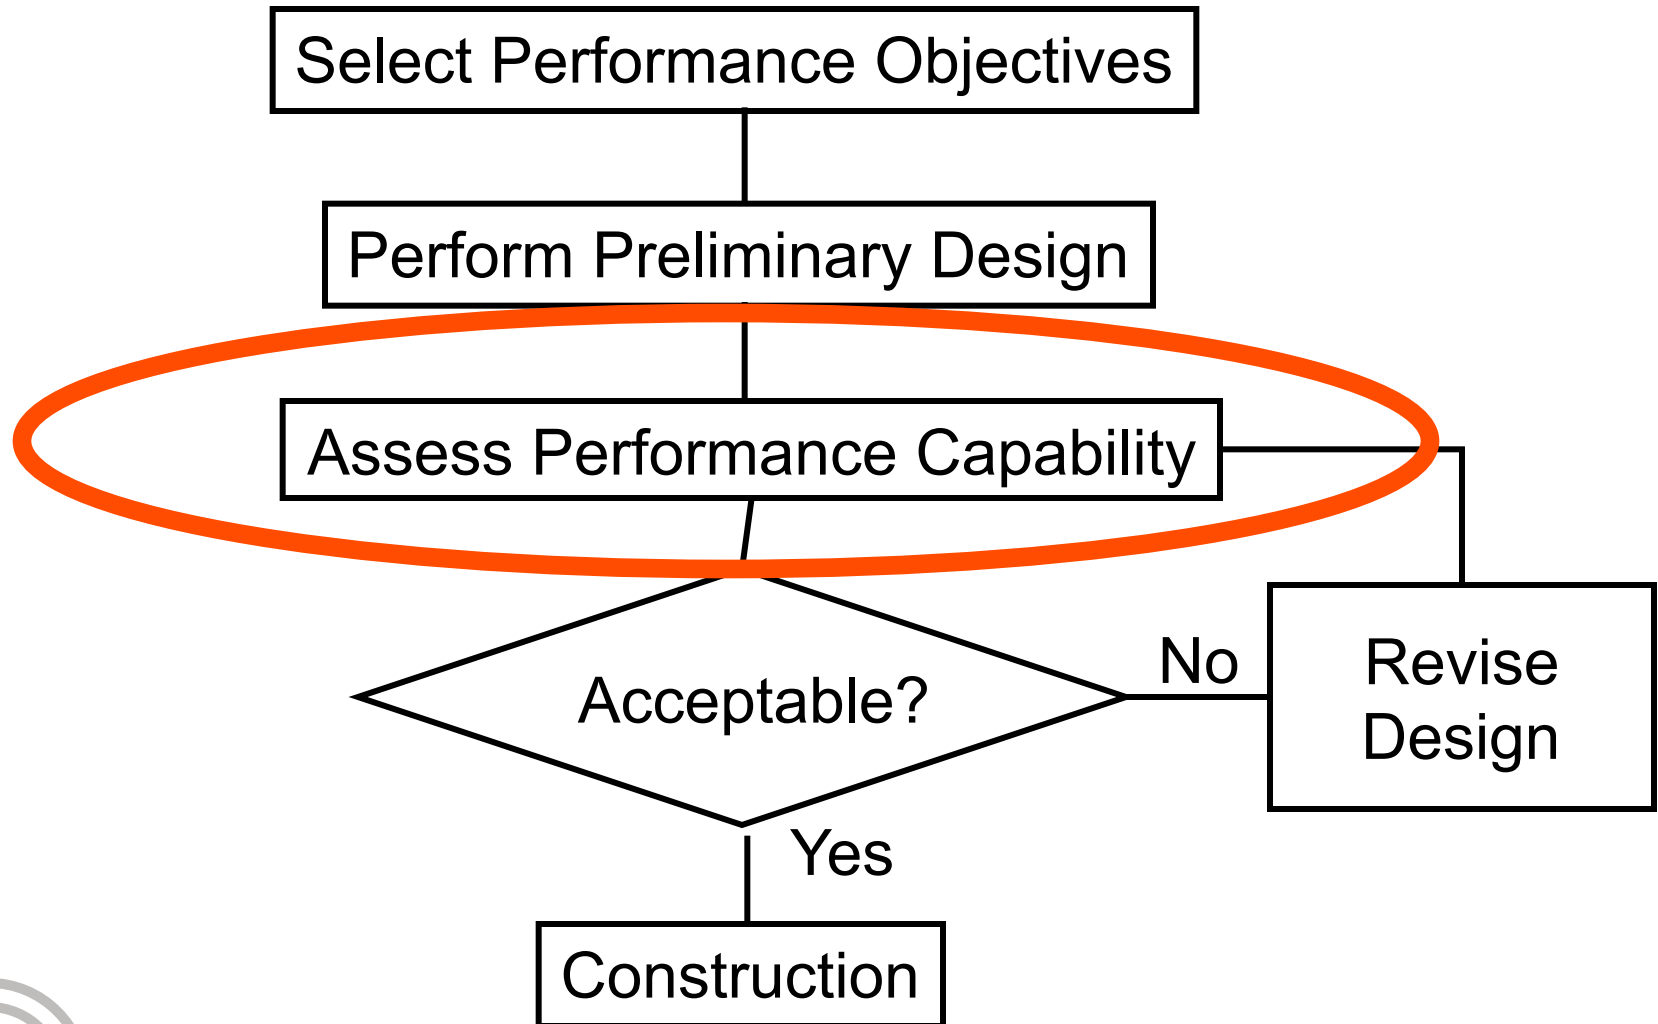 Select Performance Objectives
Perform Preliminary Design
Assess Performance Capability
Acceptable?
No
Revise
Design
Yes
Construction